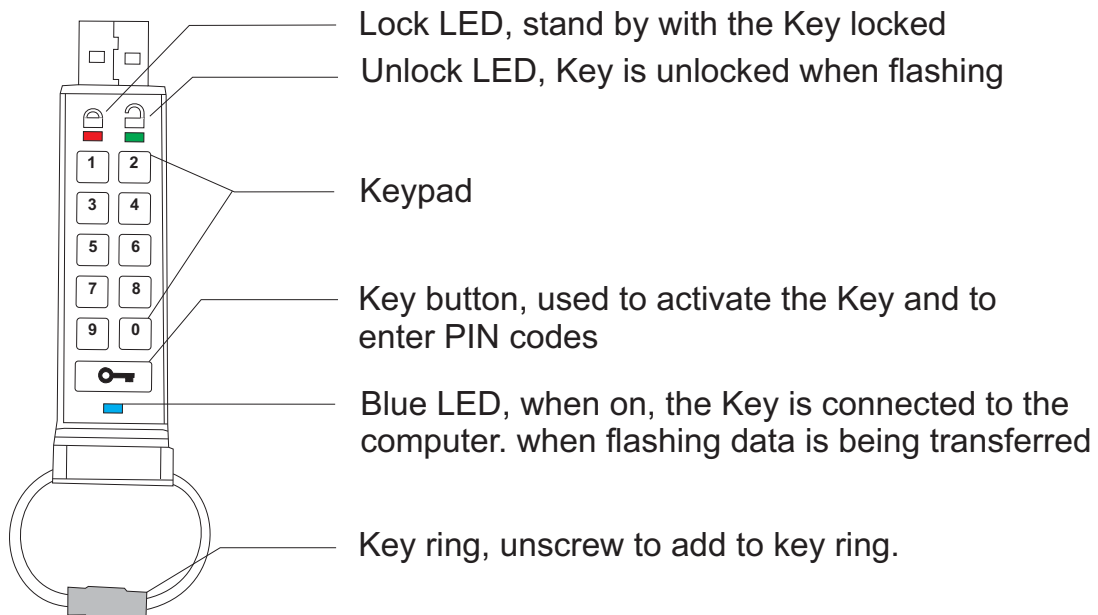 Lock LED, stand by with the Key locked
Unlock LED, Key is unlocked when flashing
1 2
Keypad
3 4
5 6
7 8
Key button, used to activate the Key and to
enter PIN codes
9 0
Blue LED, when on, the Key is connected to the
computer. when flashing data is being transferred
Key ring, unscrew to add to key ring.